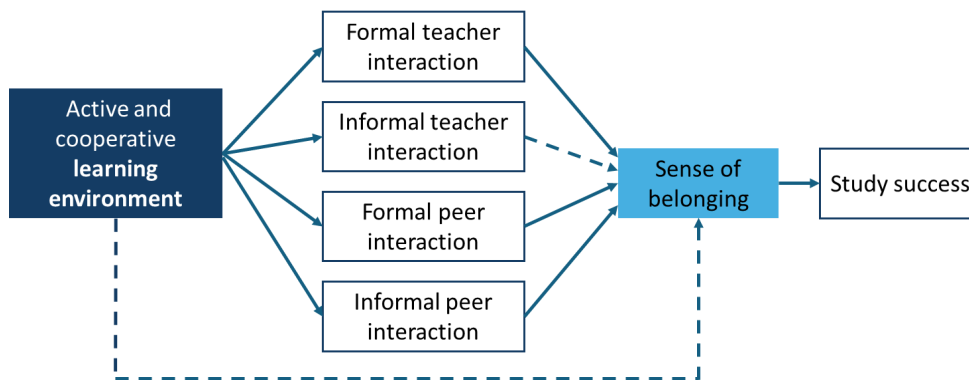 Active and
cooperative
learning
environment
Formal teacher
interaction
Informal teacher
interaction
Formal peer
interaction
Informal peer
interaction
Sense of
belonging
Study success